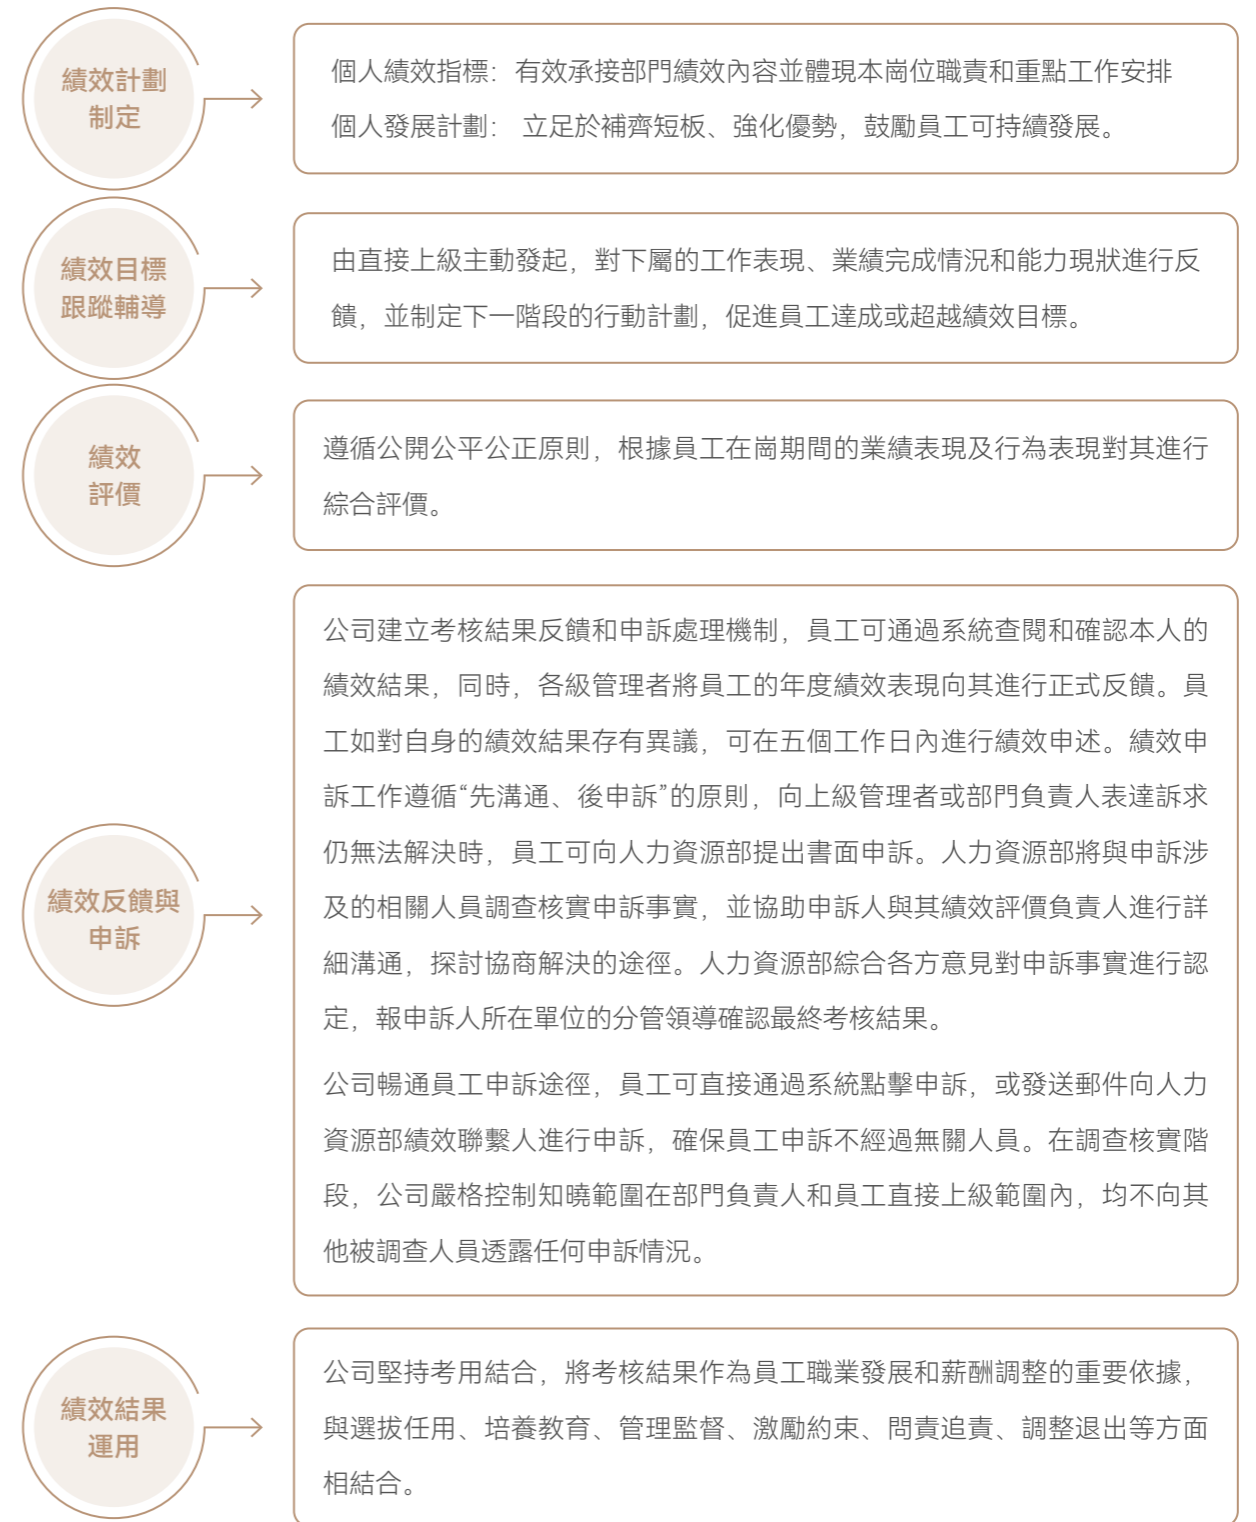 績效計劃
制定
個人績效指標：有效承接部門績效內容並體現本崗位職責和重點工作安排
個人發展計劃： 立足於補齊短板、強化優勢，鼓勵員工可持續發展。
績效目標
跟蹤輔導
由直接上級主動發起，對下屬的工作表現、業績完成情況和能力現狀進行反
饋，並制定下一階段的行動計劃，促進員工達成或超越績效目標。
績效
評價
遵循公開公平公正原則，根據員工在崗期間的業績表現及行為表現對其進行
綜合評價。
績效反饋與
申訴
公司建立考核結果反饋和申訴處理機制，員工可通過系統查閱和確認本人的
績效結果，同時，各級管理者將員工的年度績效表現向其進行正式反饋。員
工如對自身的績效結果存有異議，可在五個工作日內進行績效申述。績效申
訴工作遵循“先溝通、後申訴”的原則，向上級管理者或部門負責人表達訴求
仍無法解決時，員工可向人力資源部提出書面申訴。人力資源部將與申訴涉
及的相關人員調查核實申訴事實，並協助申訴人與其績效評價負責人進行詳
細溝通，探討協商解決的途徑。人力資源部綜合各方意見對申訴事實進行認
定，報申訴人所在單位的分管領導確認最終考核結果。
公司暢通員工申訴途徑，員工可直接通過系統點擊申訴，或發送郵件向人力
資源部績效聯繫人進行申訴，確保員工申訴不經過無關人員。在調查核實階
段，公司嚴格控制知曉範圍在部門負責人和員工直接上級範圍內，均不向其
他被調查人員透露任何申訴情況。
績效結果
運用
公司堅持考用結合，將考核結果作為員工職業發展和薪酬調整的重要依據，
與選拔任用、培養教育、管理監督、激勵約束、問責追責、調整退出等方面
相結合。